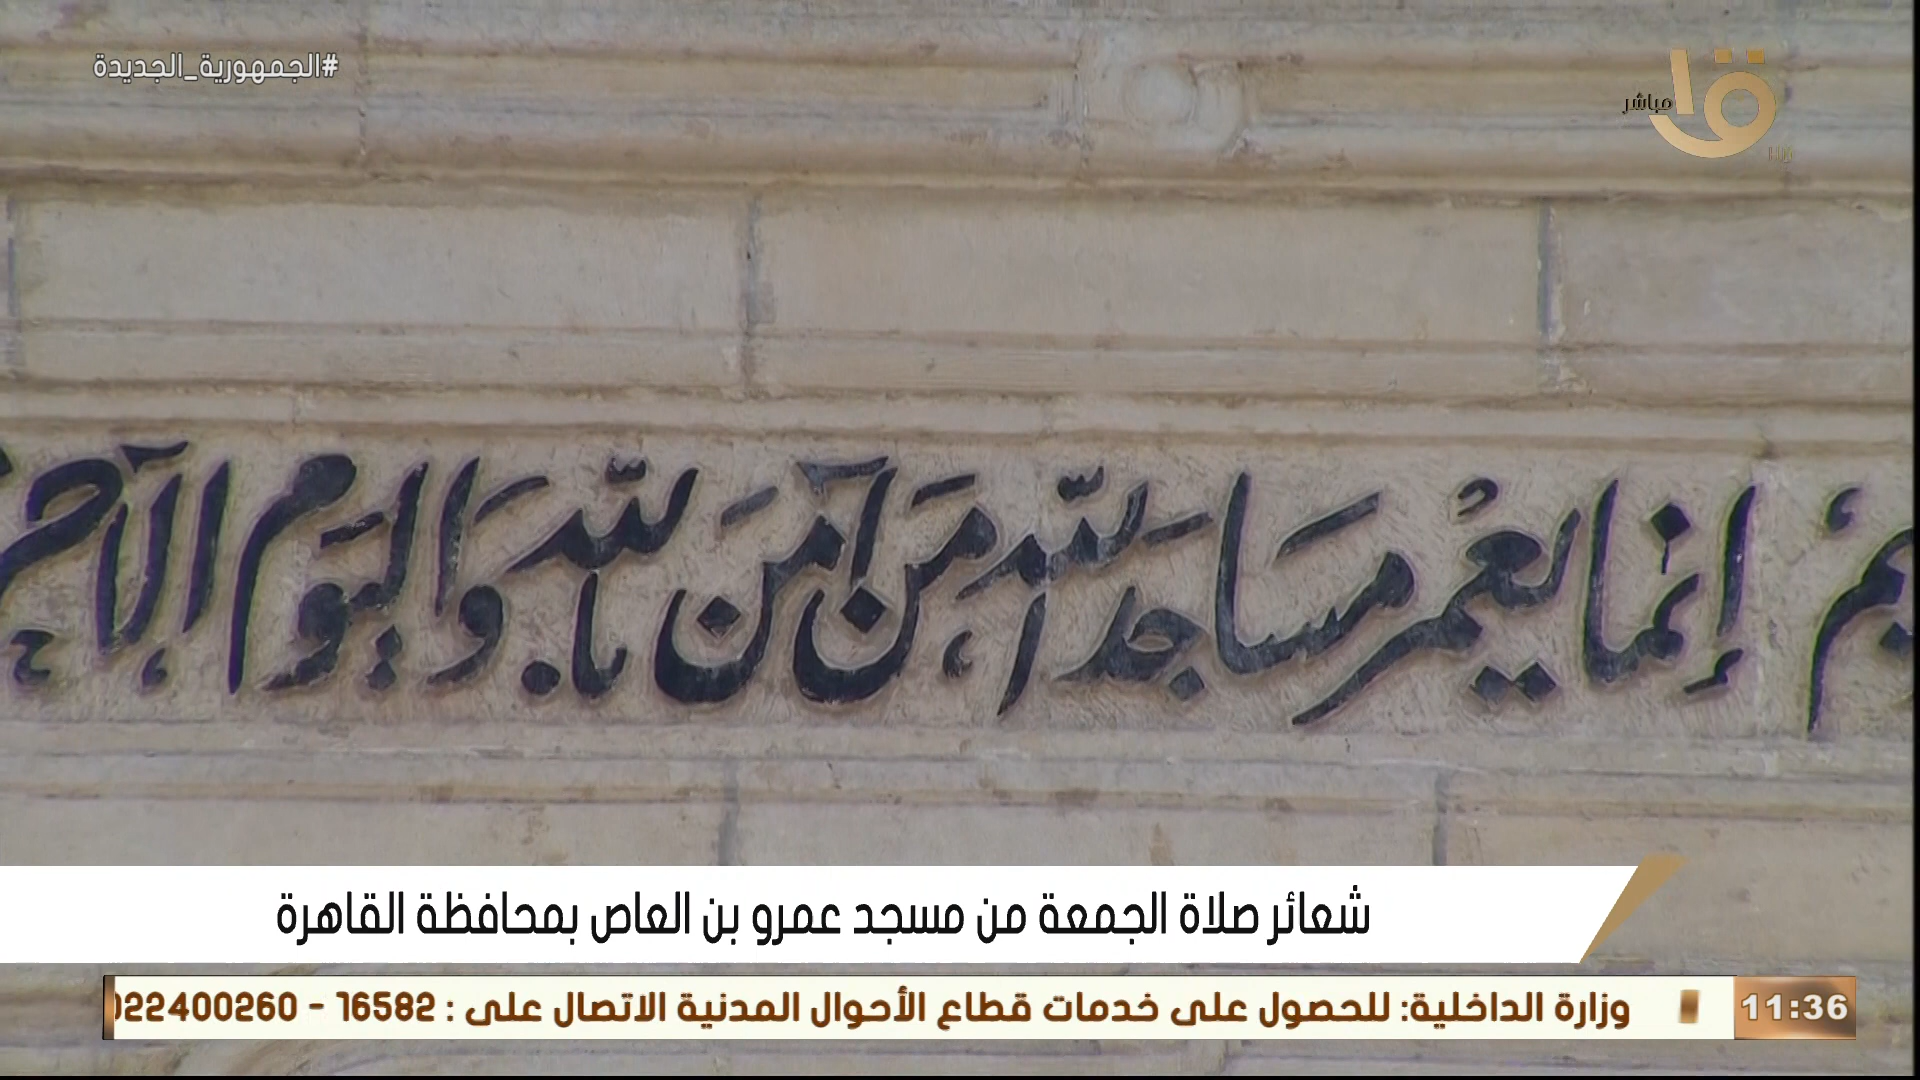 #الجمهورية_الجديدة
مباشر
إنما يعمر مساجد الله من آمن بالله واليوم الآخر
شعائر صلاة الجمعة من مسجد عمرو بن العاص بمحافظة القاهرة
11:36 وزارة الداخلية: للحصول على خدمات قطاع الأحوال المدنية الاتصال على : 16582 - 022400260